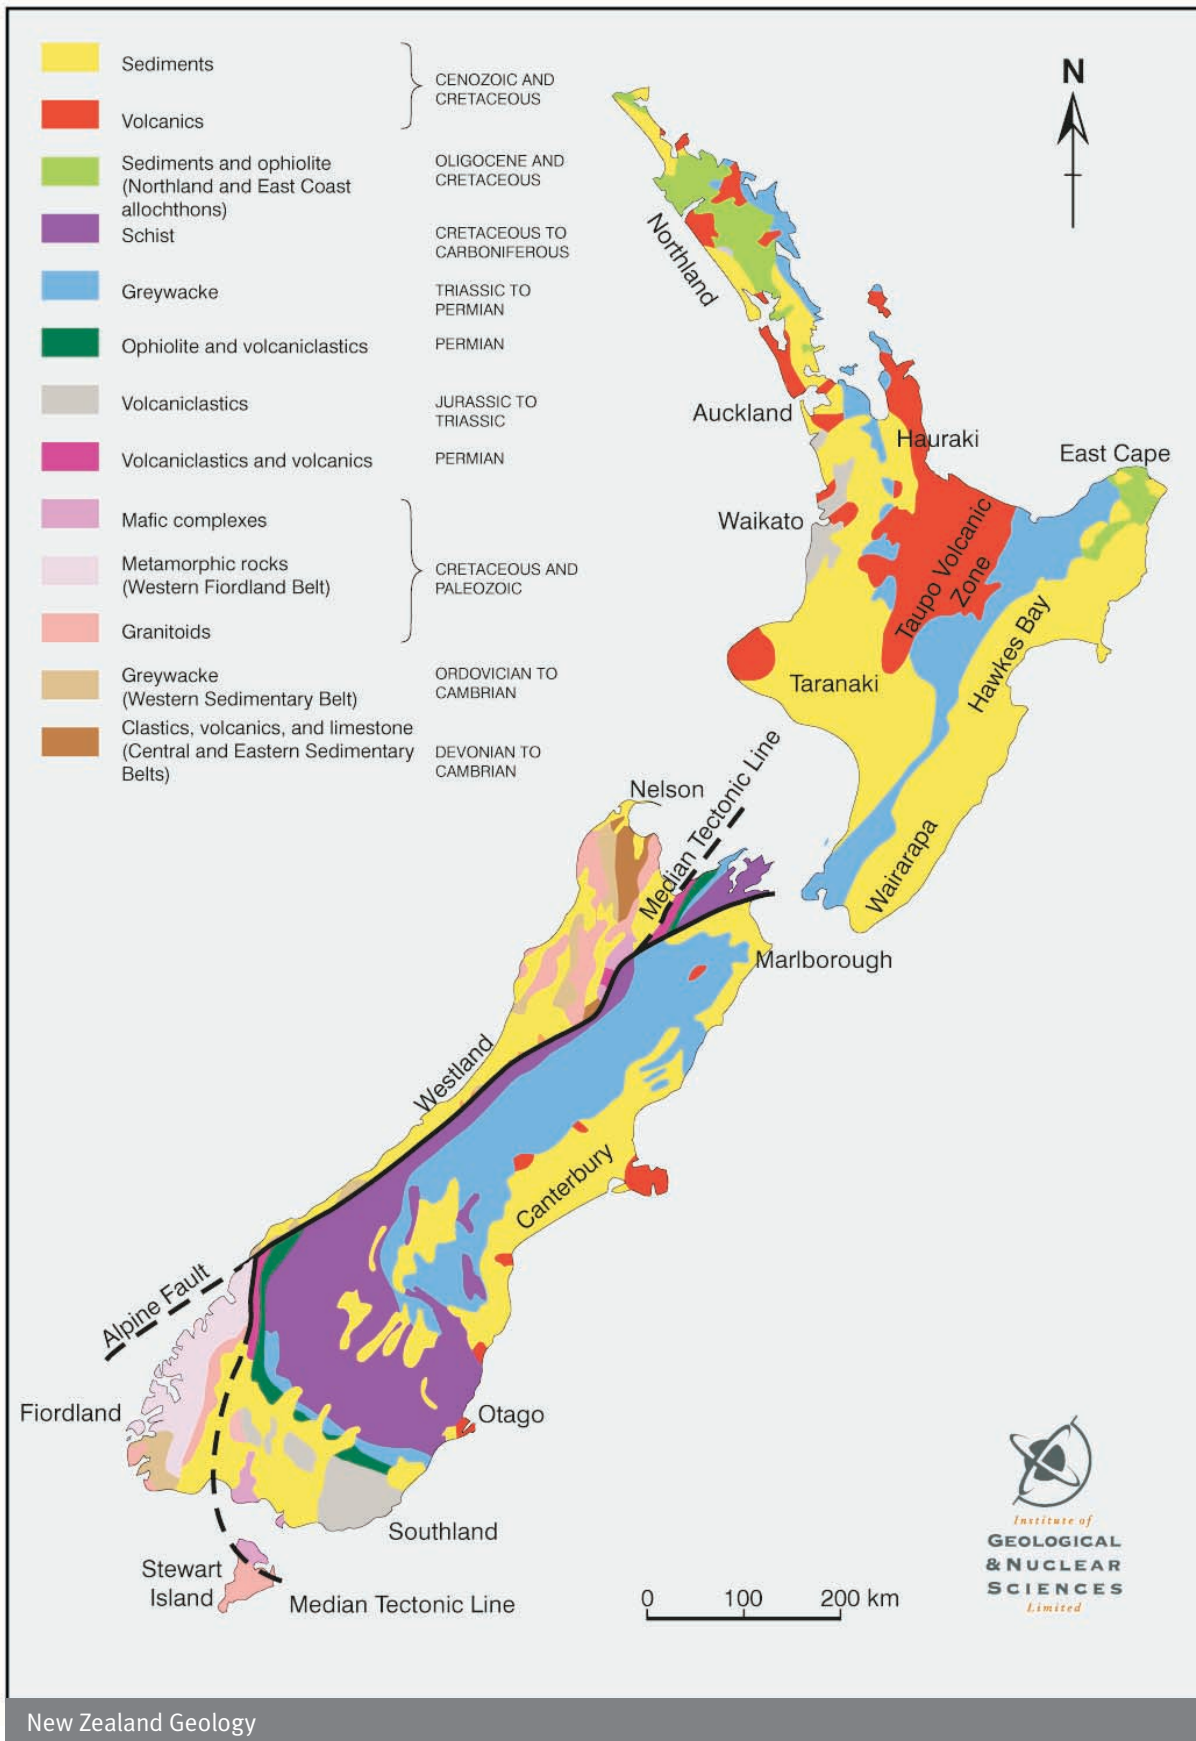 Sediments
Volcanics
CENOZOIC AND
CRETACEOUS
Sediments and ophiolite
(Northland and East Coast
allochthons)
OLIGOCENE AND
CRETACEOUS
Schist
CRETACEOUS TO
CARBONIFEROUS
Greywacke
TRIASSIC TO
PERMIAN
Ophiolite and volcaniclastics
PERMIAN
Volcaniclastics
JURASSIC TO
TRIASSIC
Volcaniclastics and volcanics
PERMIAN
Mafic complexes
Metamorphic rocks
(Western Fiordland Belt)
Granitoids
CRETACEOUS AND
PALEOZOIC
Greywacke
(Western Sedimentary Belt)
ORDOVICIAN TO
CAMBRIAN
Clastics, volcanics, and limestone
(Central and Eastern Sedimentary
Belts)
DEVONIAN TO
CAMBRIAN
N
Northland
Auckland
Hauraki
East Cape
Waikato
Taupo Volcanic
Zone
Hawkes Bay
Taranaki
Median Tectonic Line
Nelson
Wairarapa
Marlborough
Westland
Canterbury
Alpine Fault
Fiordland
Otago
Southland
Stewart
Island
Median Tectonic Line
0 100 200 km
Institute of
GEOLOGICAL
& NUCLEAR
SCIENCES
Limited
New Zealand Geology